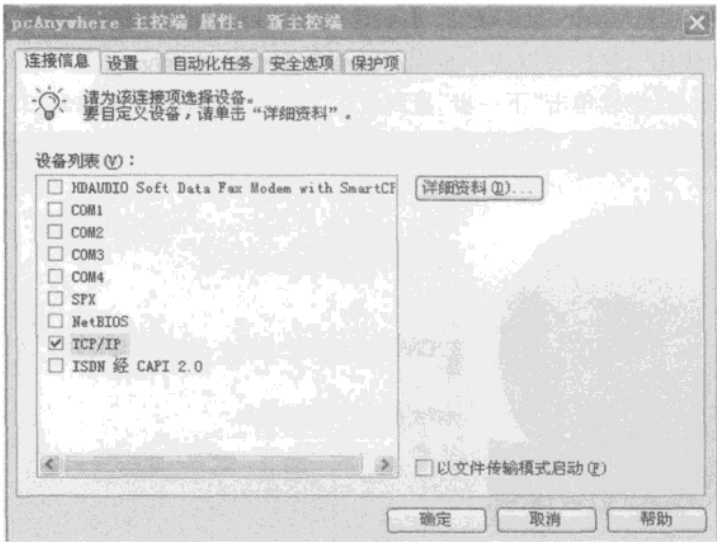 pcAnywhere 主控端 属性： 新主控端
连接信息 设置 自动化任务 安全选项 保护项
请为该连接项选择设备。
要自定义设备，请单击“详细资料”。
设备列表(V)：
HDAUDIO Soft Data Fax Modem with SmartCP
详细资料(D)...
COM1
COM2
COM3
COM4
SPX
NetBIOS
TCP/IP
ISDN 经 CAPI 2.0
以文件传输模式启动(F)
确定 取消 帮助